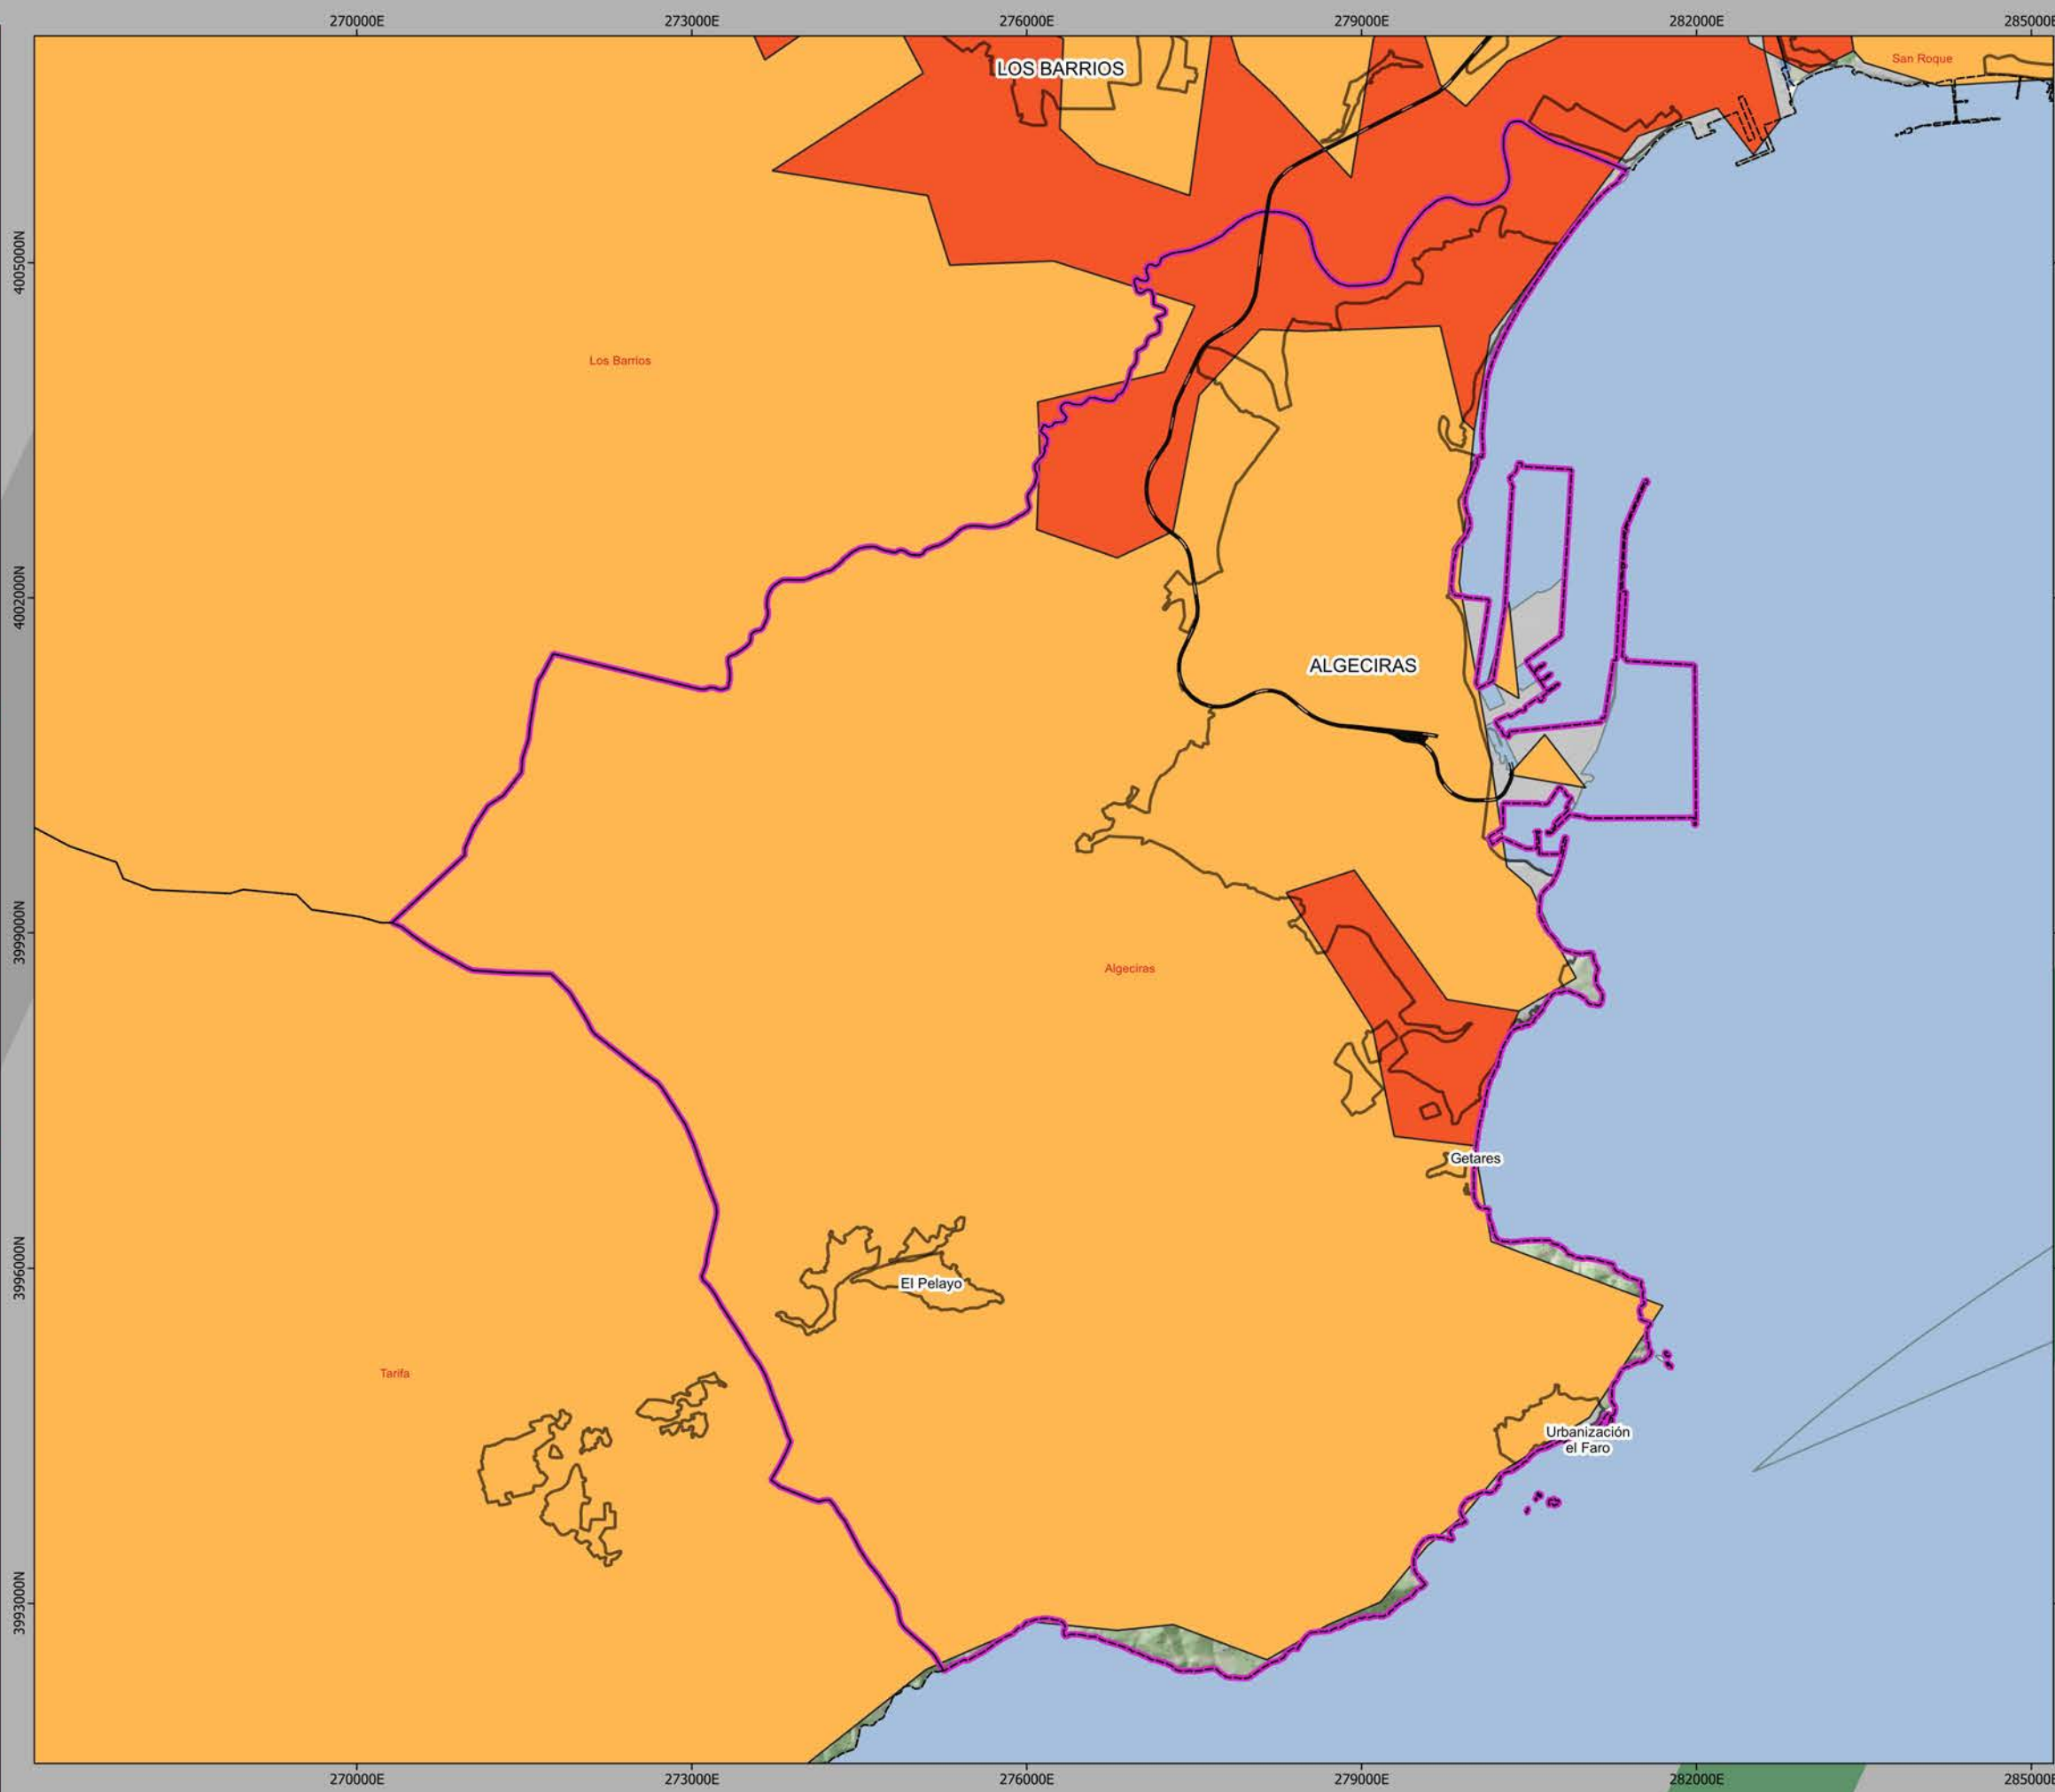 270000E 273000E 276000E 279000E 282000E 285000E
San Roque
LOS BARRIOS
4005000N
Los Barrios
4002000N
ALGECIRAS
3999000N
Algeciras
Getares
3996000N
El Pelayo
Tarifa
Urbanización
el Faro
3993000N
270000E 273000E 276000E 279000E 282000E 285000E